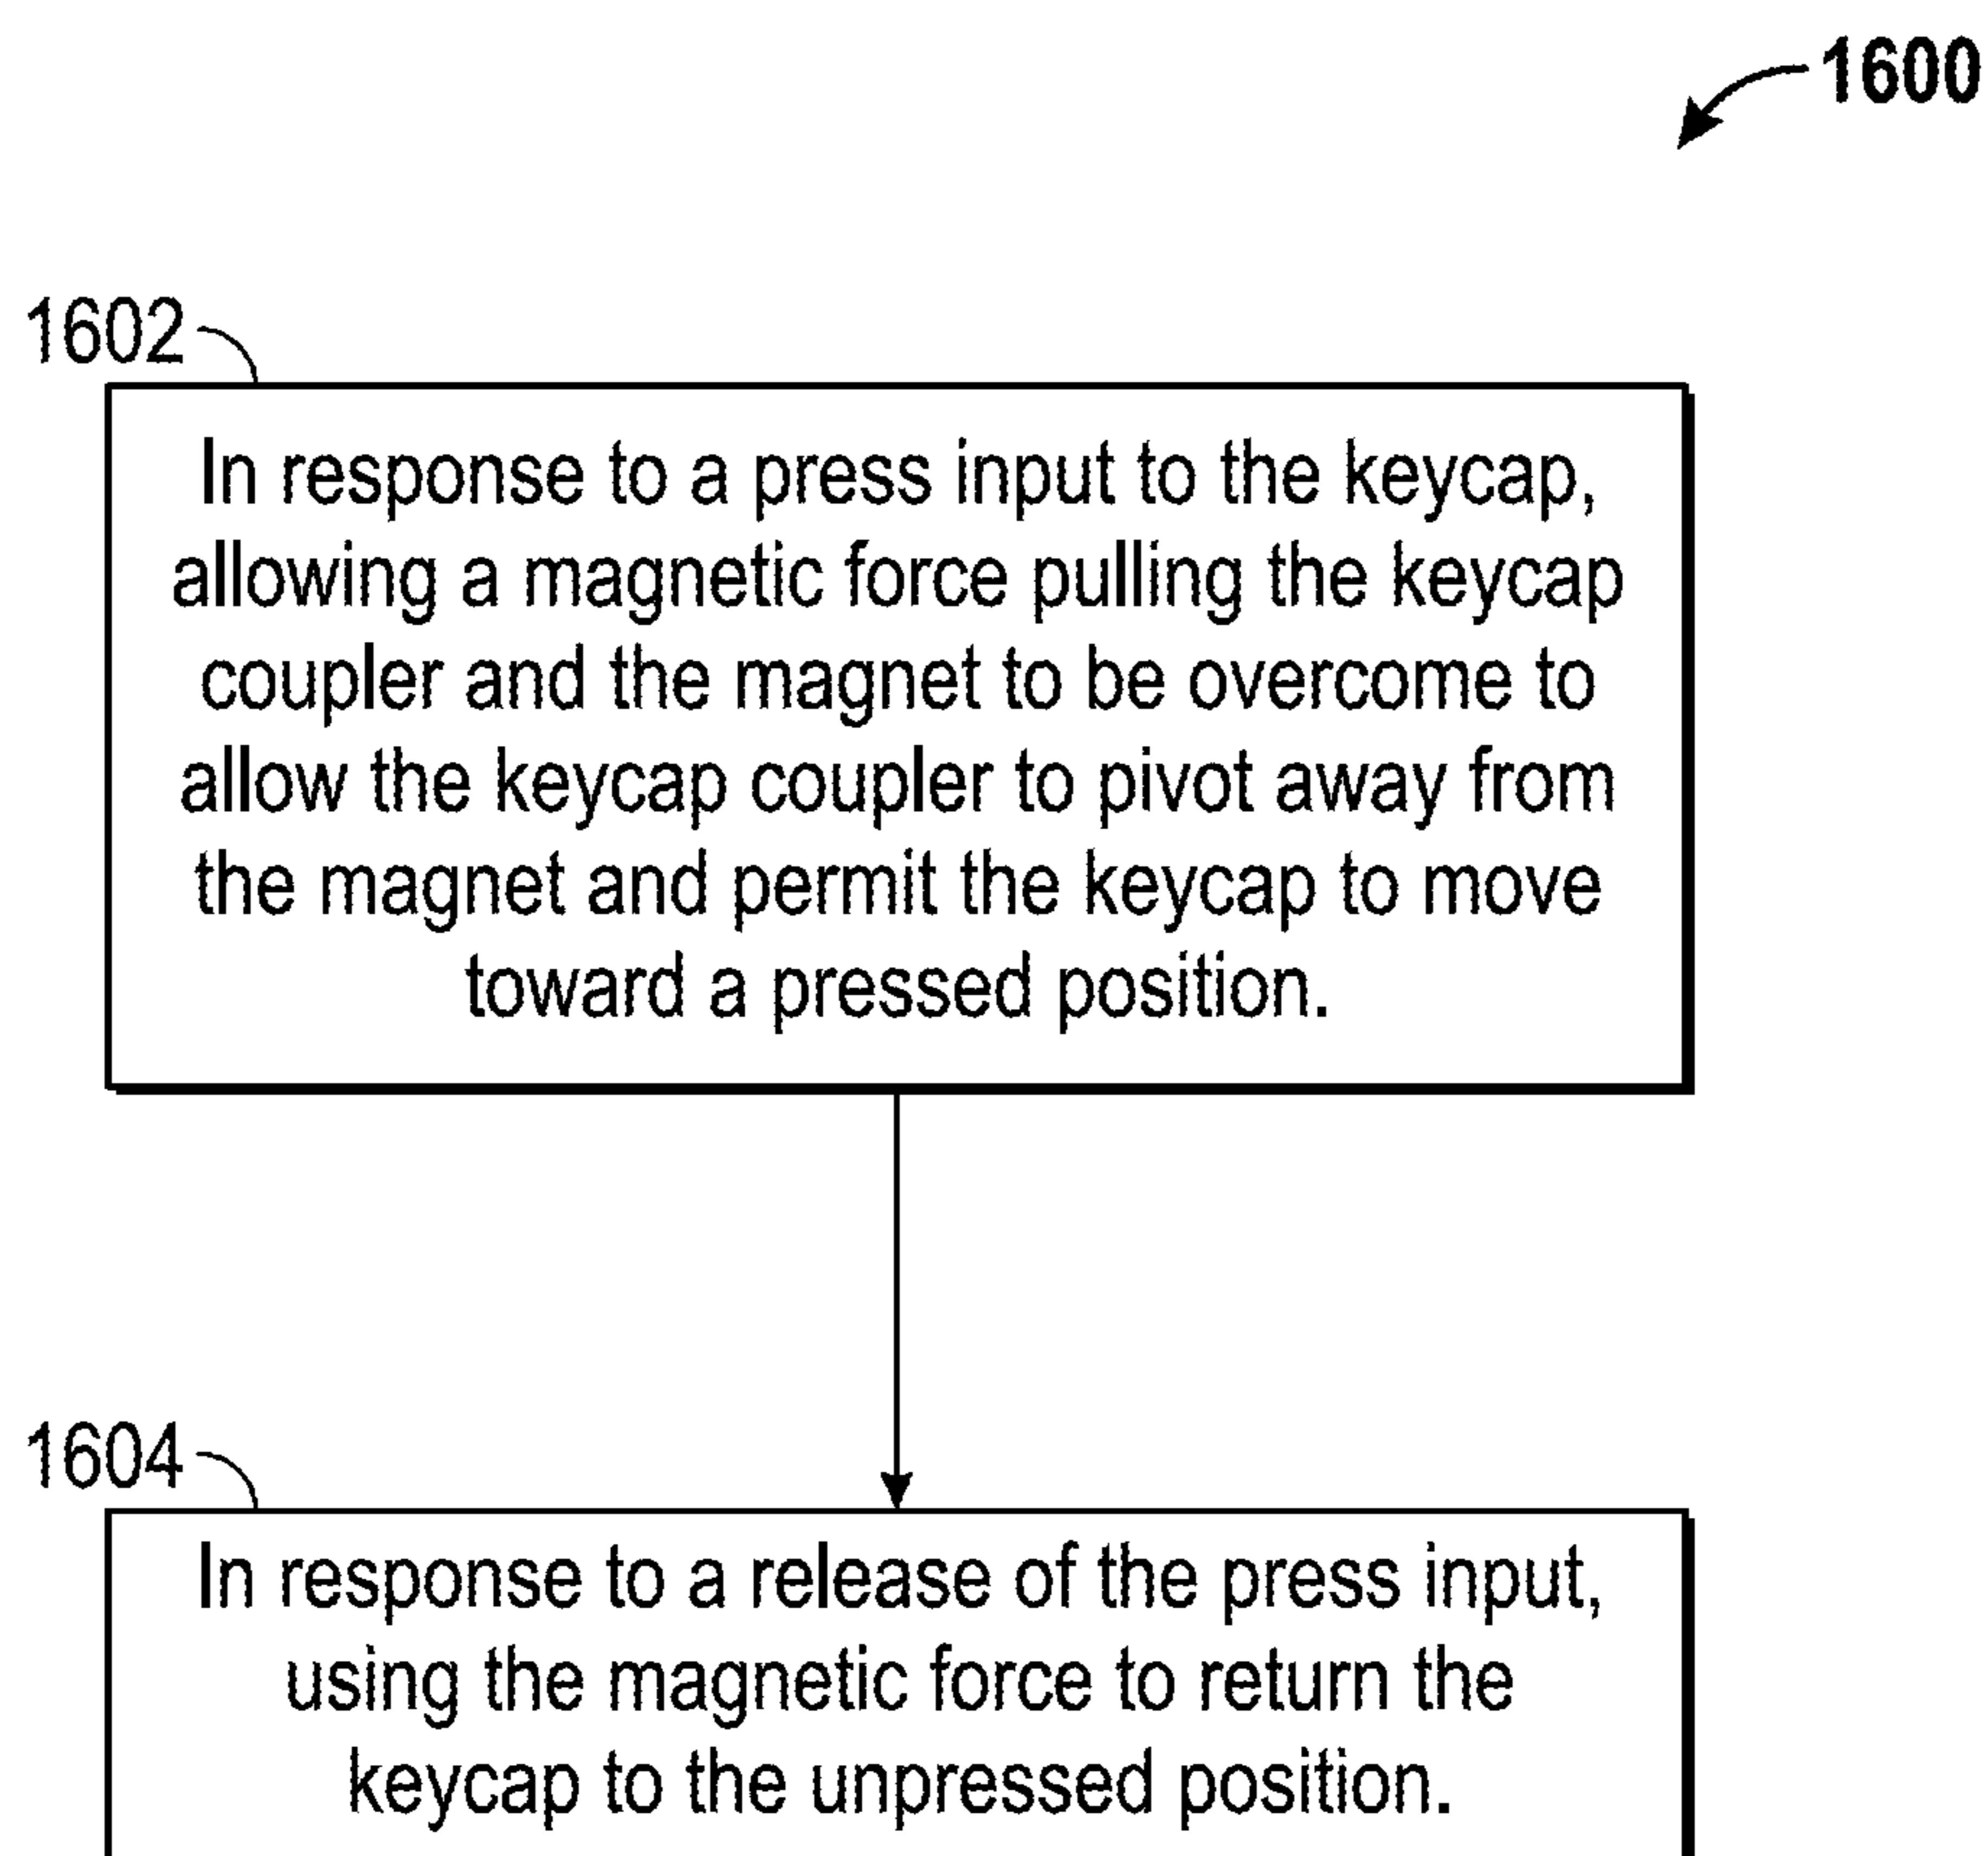 1600
1602
In response to a press input to the keycap,
allowing a magnetic force pulling the keycap
coupler and the magnet to be overcome to
allow the keycap coupler to pivot away from
the magnet and permit the keycap to move
toward a pressed position.
1604
In response to a release of the press input,
using the magnetic force to return the
keycap to the unpressed position.